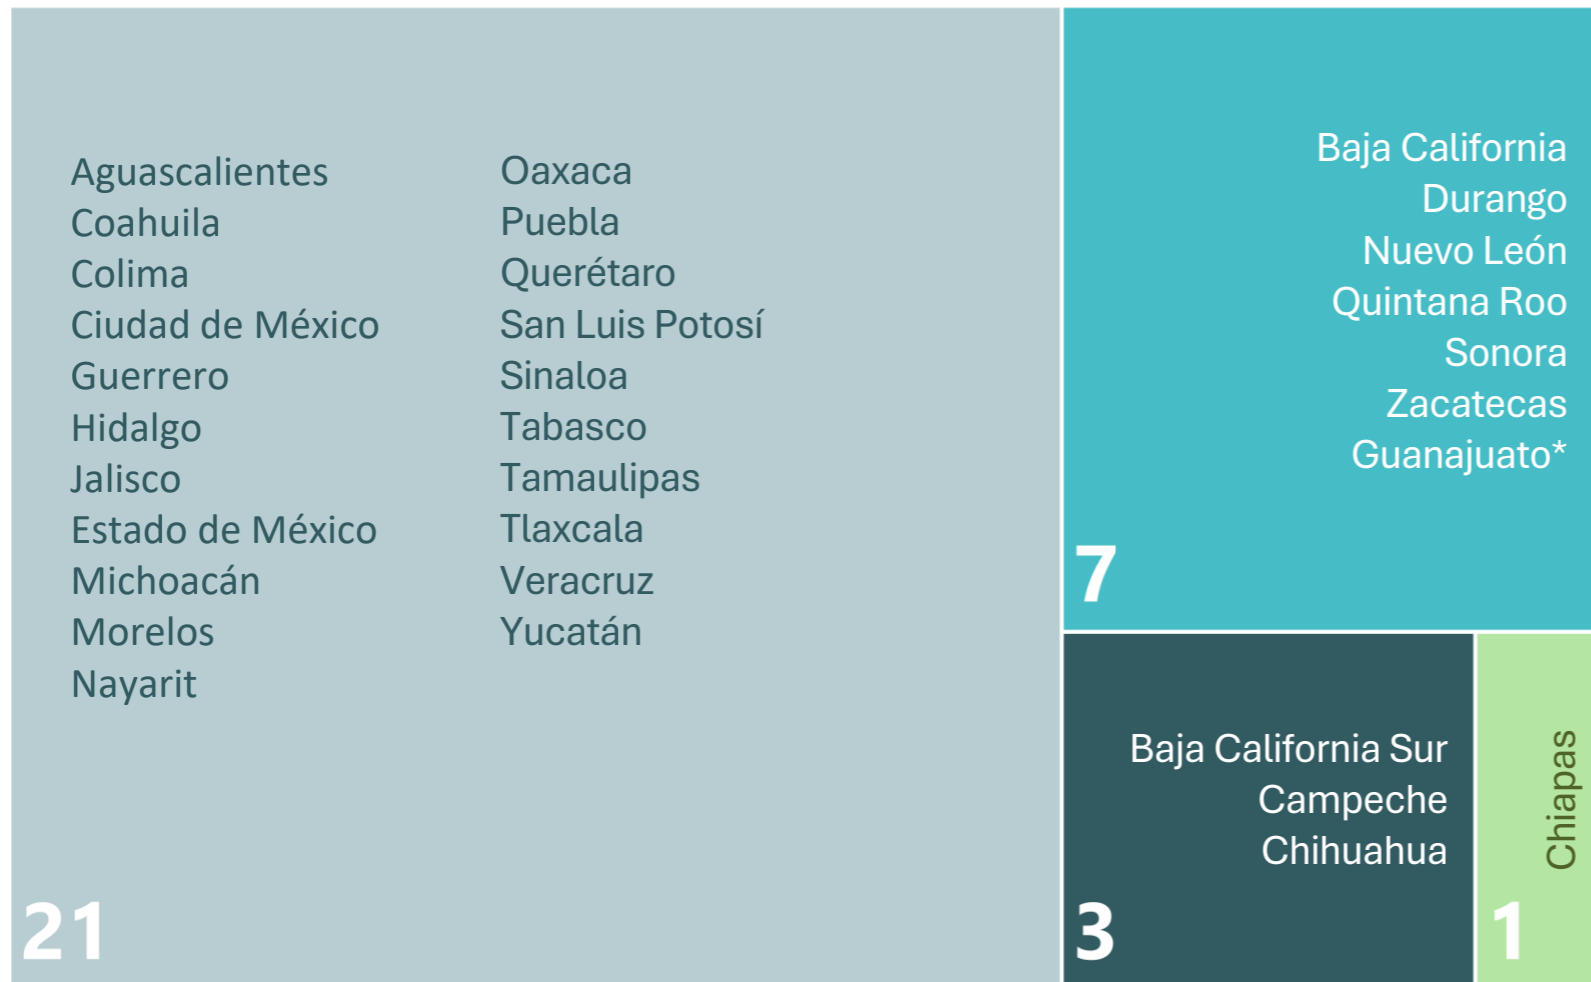 Aguascalientes
Coahuila
Colima
Ciudad de México
Guerrero
Hidalgo
Jalisco
Estado de México
Michoacán
Morelos
Nayarit
Oaxaca
Puebla
Querétaro
San Luis Potosí
Sinaloa
Tabasco
Tamaulipas
Tlaxcala
Veracruz
Yucatán
21
Baja California
Durango
Nuevo León
Quintana Roo
Sonora
Zacatecas
Guanajuato*
7
Baja California Sur
Campeche
Chihuahua
3
Chiapas
1